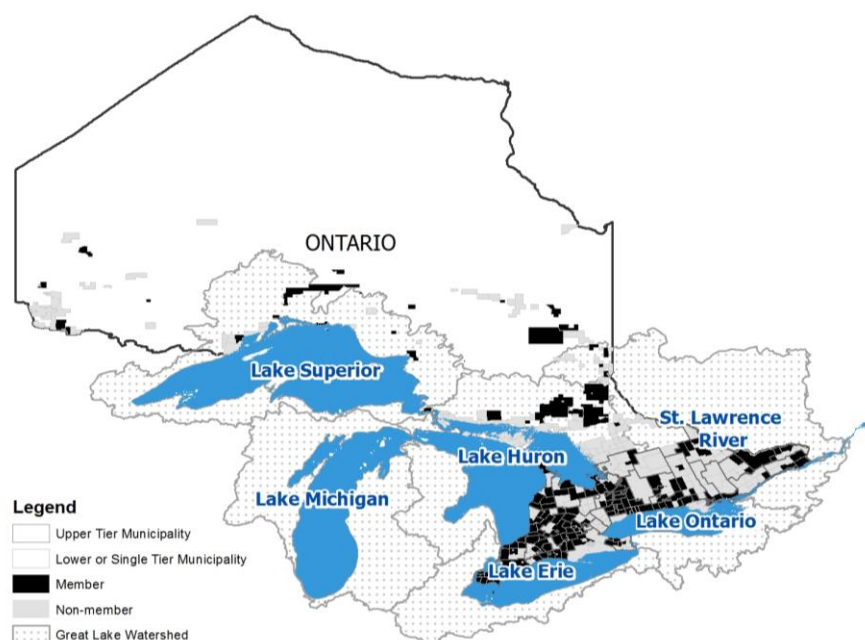 ONTARIO
Lake Superior
St. Lawrence
River
Lake Huron
Lake Michigan
Lake Ontario
Lake Erie
Legend
Upper Tier Municipality
Lower or Single Tier Municipality
Member
Non-member
Great Lake Watershed